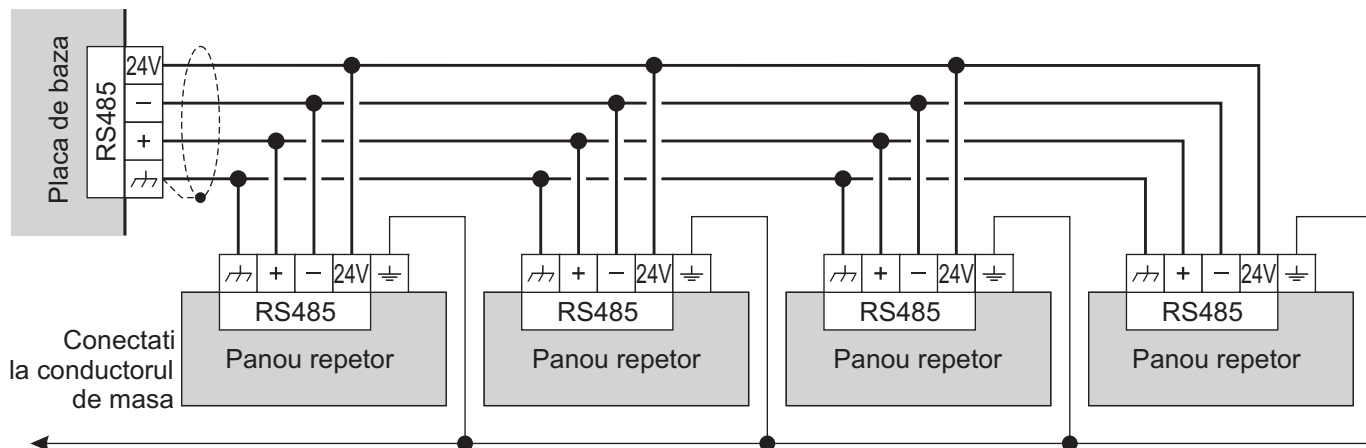 Placa de baza
RS485
24V
–
+
+ – 24V
RS485
Panou repetor
+ – 24V
RS485
Panou repetor
+ – 24V
RS485
Panou repetor
+ – 24V
RS485
Panou repetor
Conectati
la conductorul
de masa